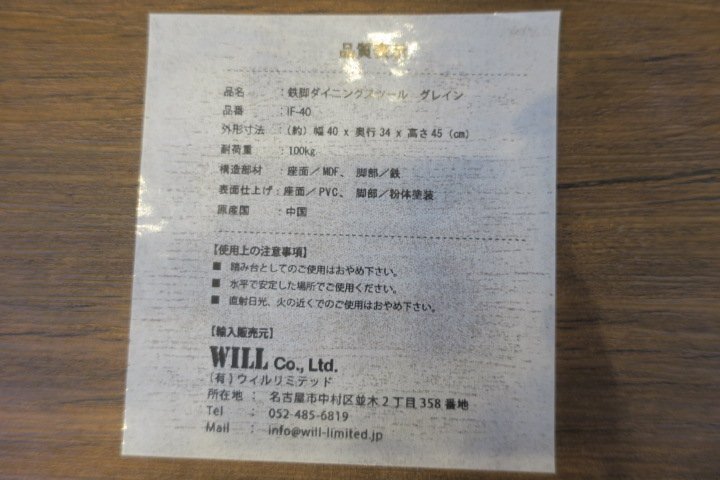 品質表示
品名 ：鉄脚ダイニングスツール グレイン
品番 ：IF-40
外形寸法 ：（約）幅40 x 奥行34 x 高さ45（cm）
耐荷重 ：100kg
構造部材 ：座面／MDF、 脚部／鉄
表面仕上げ：座面／PVC、 脚部／粉体塗装
原産国 ：中国
【使用上の注意事項】
■ 踏み台としてのご使用はおやめ下さい。
■ 水平で安定した場所でご使用ください。
■ 直射日光、火の近くでのご使用はおやめ下さい。
【輸入販売元】
WILL Co., Ltd.
（有）ウィルリミテッド
所在地 ： 名古屋市中村区並木2丁目358番地
Tel ： 052-485-6819
Mail ： info@will-limited.jp